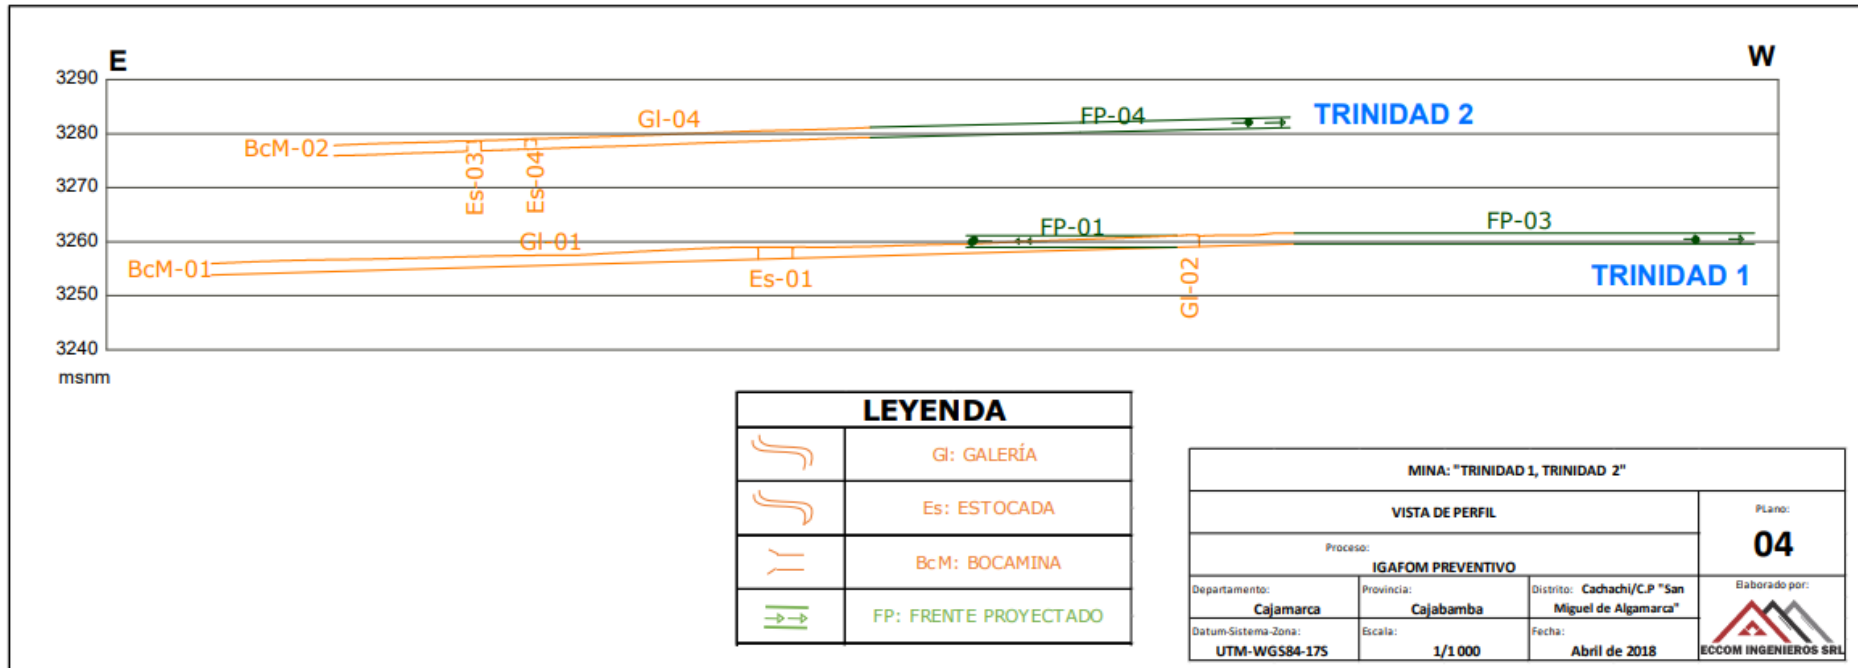 E
W
3290
3280
3270
3260
3250
3240
msnm
BcM-02
Gl-04
FP-04
TRINIDAD 2
Es-03
Es-04
BcM-01
Gl-01
Es-01
FP-01
Gl-02
FP-03
TRINIDAD 1
LEYENDA
Gl: GALERÍA
Es: ESTOCADA
BcM: BOCAMINA
FP: FRENTE PROYECTADO
MINA: "TRINIDAD 1, TRINIDAD 2"
VISTA DE PERFIL
PLano:
04
Proceso:
IGAFOM PREVENTIVO
Departamento:
Cajamarca
Provincia:
Cajabamba
Distrito: Cachachi/C.P "San
Miguel de Algamarca"
Elaborado por:
Datum-Sistema-Zona:
UTM-WGS84-17S
Escala:
1/1 000
Fecha:
Abril de 2018
ECCOM INGENIEROS SRL